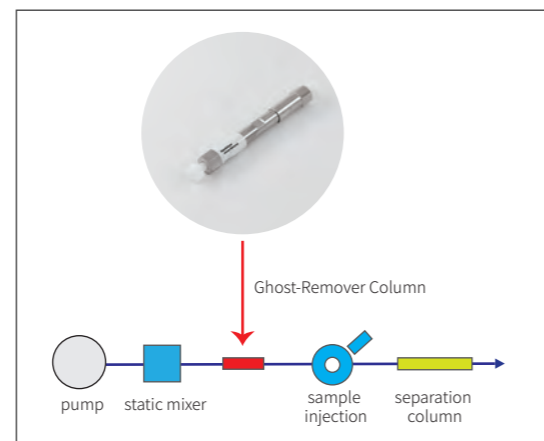 Ghost-Remover Column
pump
static mixer
sample
injection
separation
column